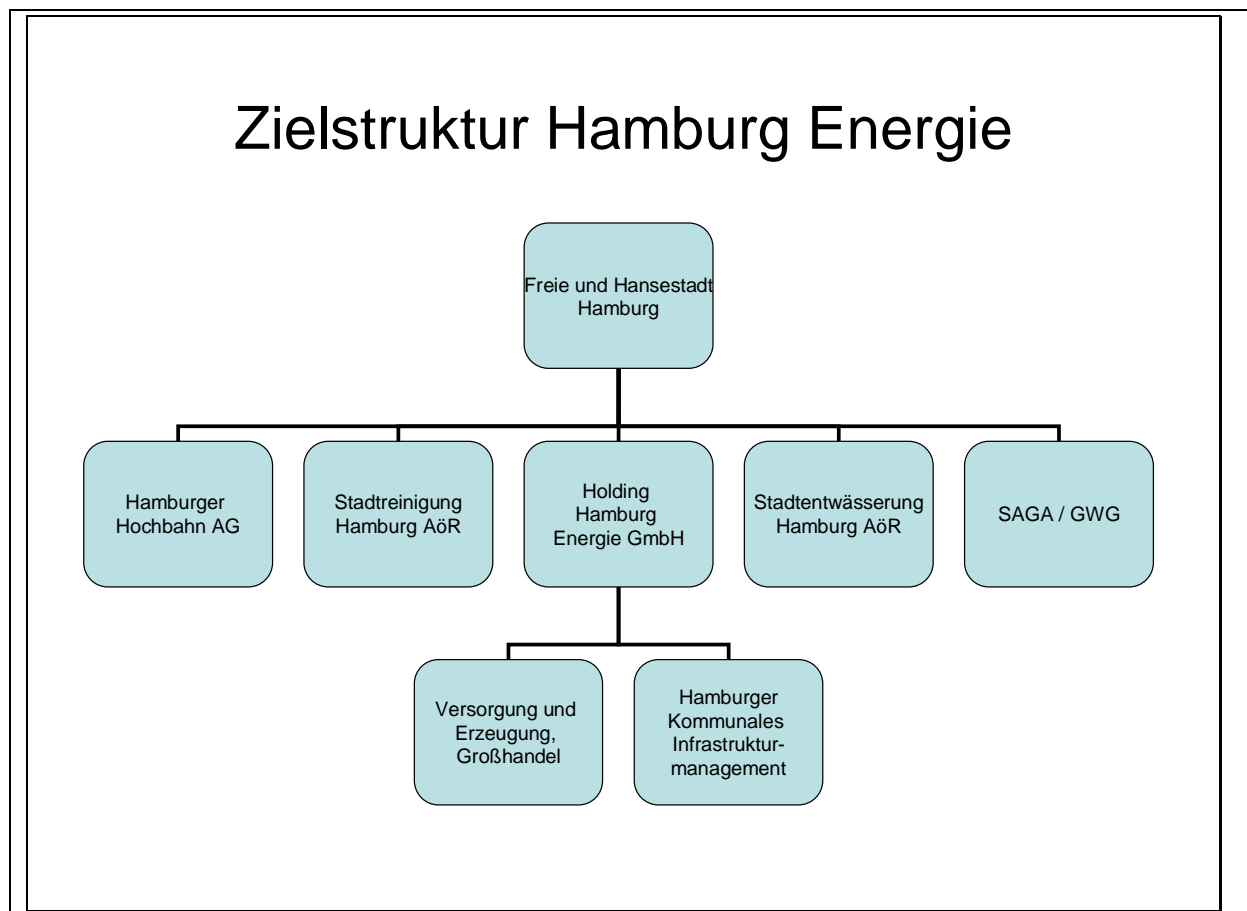 Zielstruktur Hamburg Energie
Freie und Hansestadt
Hamburg
Hamburger
Hochbahn AG
Stadtreinigung
Hamburg AöR
Holding
Hamburg
Energie GmbH
Stadtentwässerung
Hamburg AöR
SAGA / GWG
Versorgung und
Erzeugung,
Großhandel
Hamburger
Kommunales
Infrastruktur-
management